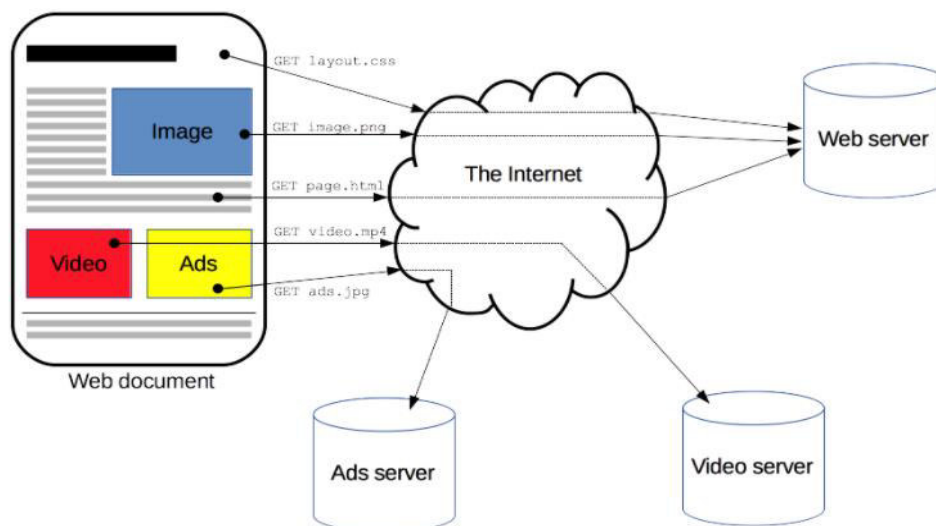 GET layout.css
Image
GET image.png
Web server
The Internet
GET page.html
GET video.mp4
Video
Ads
GET ads.jpg
Web document
Ads server
Video server